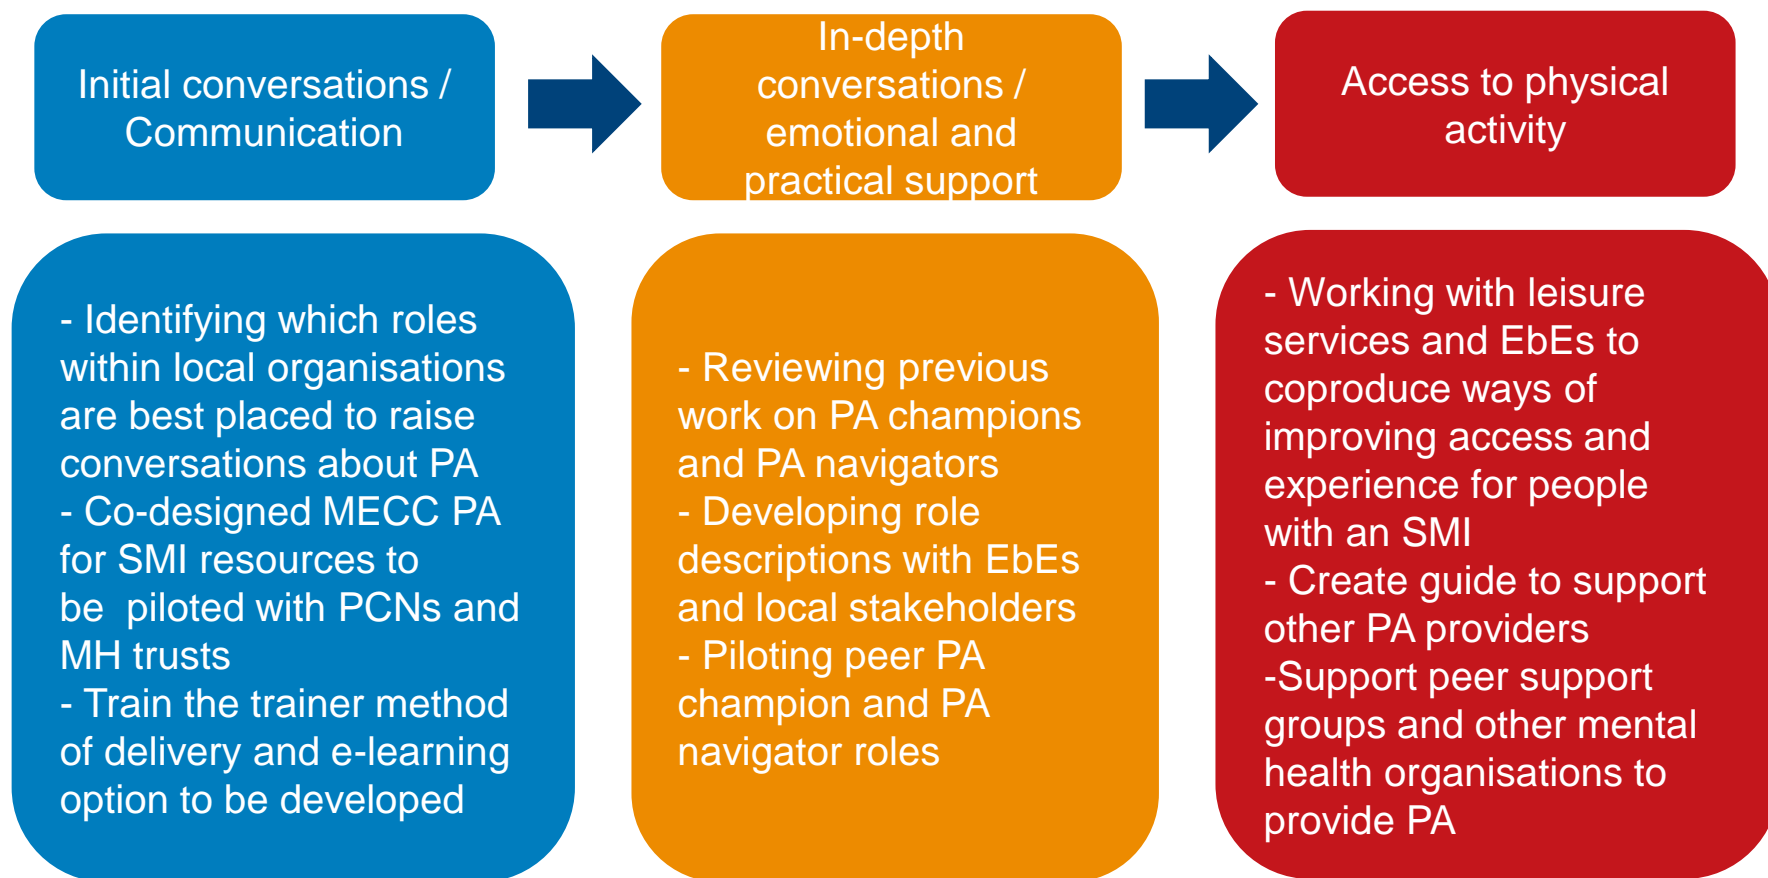 Initial conversations /
Communication
In-depth
conversations /
emotional and
practical support
Access to physical
activity
- Identifying which roles
within local organisations
are best placed to raise
conversations about PA
- Co-designed MECC PA
for SMI resources to
be  piloted with PCNs and
MH trusts
- Train the trainer method
of delivery and e-learning
option to be developed
- Reviewing previous
work on PA champions
and PA navigators
- Developing role
descriptions with EbEs
and local stakeholders
- Piloting peer PA
champion and PA
navigator roles
- Working with leisure
services and EbEs to
coproduce ways of
improving access and
experience for people
with an SMI
- Create guide to support
other PA providers
-Support peer support
groups and other mental
health organisations to
provide PA